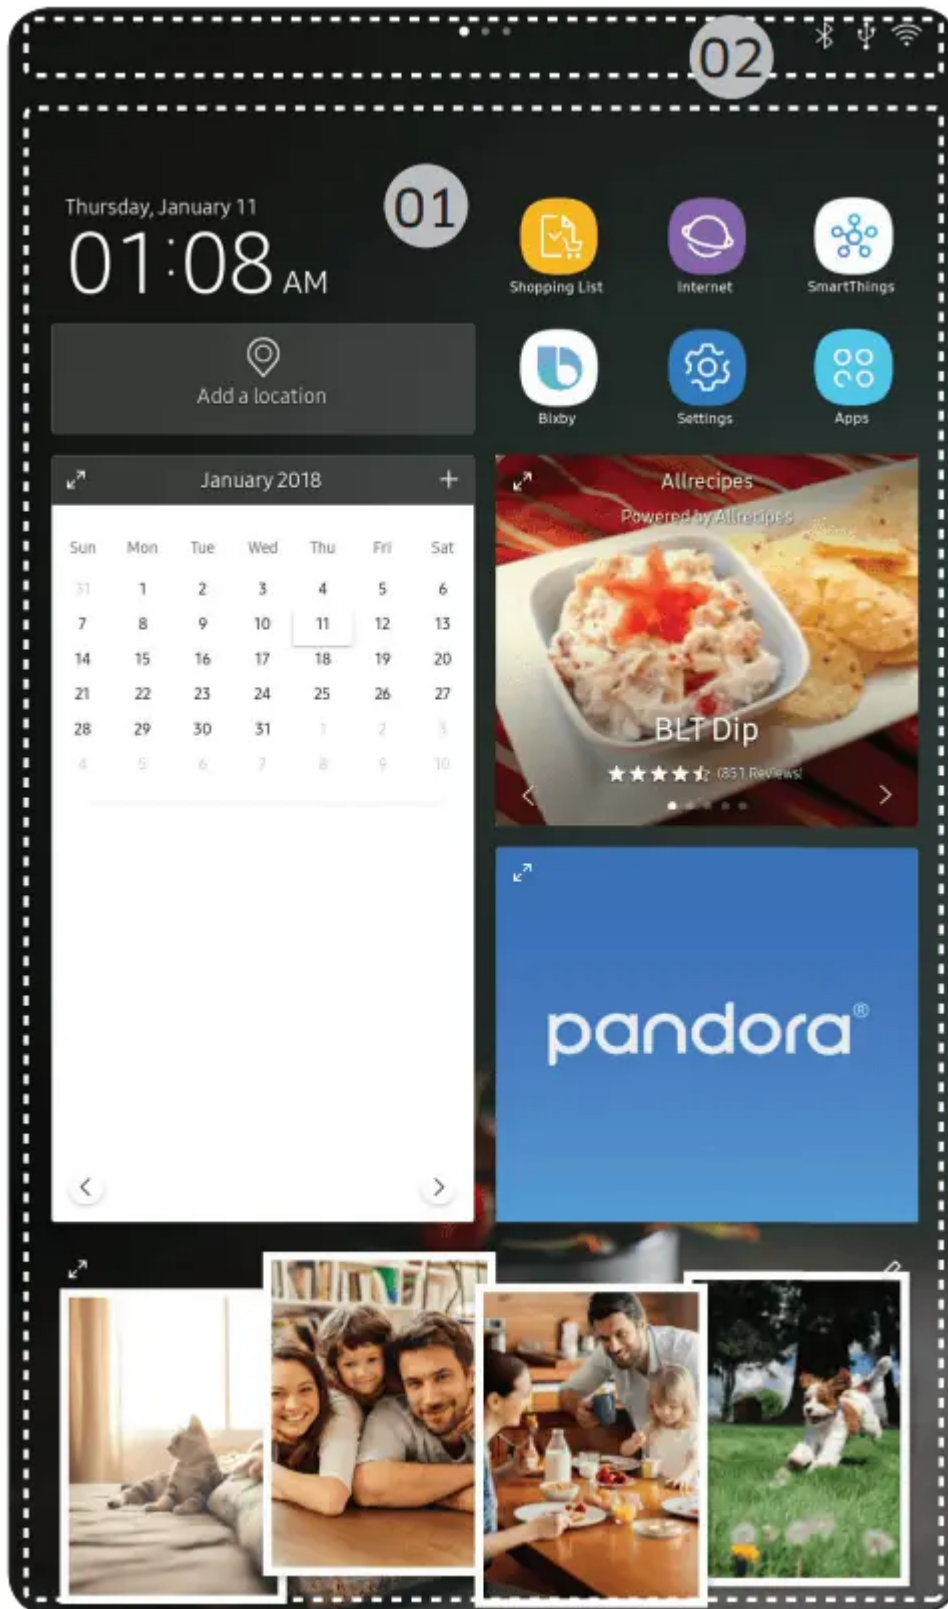 02
01
Thursday, January 11
01:08 AM
Shopping List
Internet
SmartThings
Add a location
Bixby
Settings
Apps
January 2018
Sun Mon Tue Wed Thu Fri Sat
31 1 2 3 4 5 6
7 8 9 10 11 12 13
14 15 16 17 18 19 20
21 22 23 24 25 26 27
28 29 30 31 1 2 3
4 5 6 7 8 9 10
Allrecipes
Powered by Allrecipes
BLT Dip
(851 Reviews)
pandora®